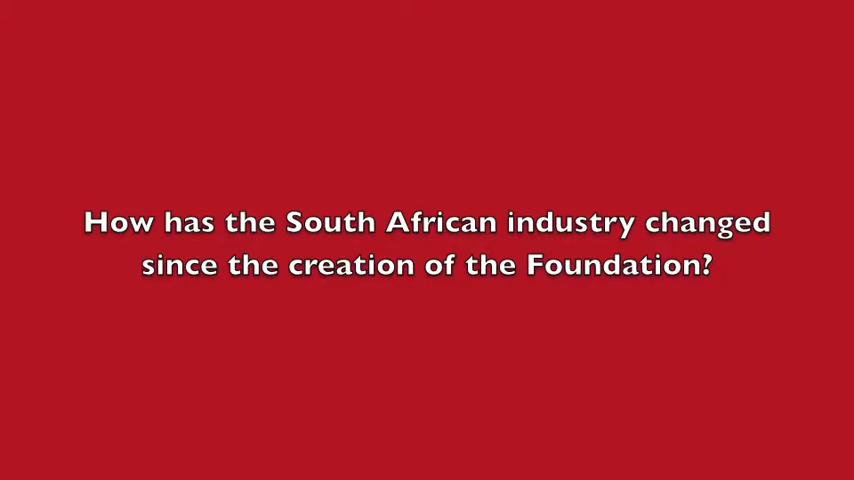 How has the South African industry changed
since the creation of the Foundation?